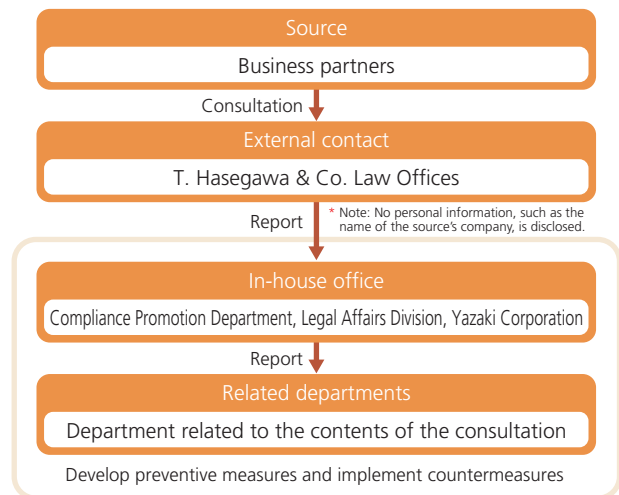 Source
Business partners
Consultation
External contact
T. Hasegawa & Co. Law Offices
Report
* Note: No personal information, such as the
name of the source's company, is disclosed.
In-house office
Compliance Promotion Department, Legal Affairs Division, Yazaki Corporation
Report
Related departments
Department related to the contents of the consultation
Develop preventive measures and implement countermeasures